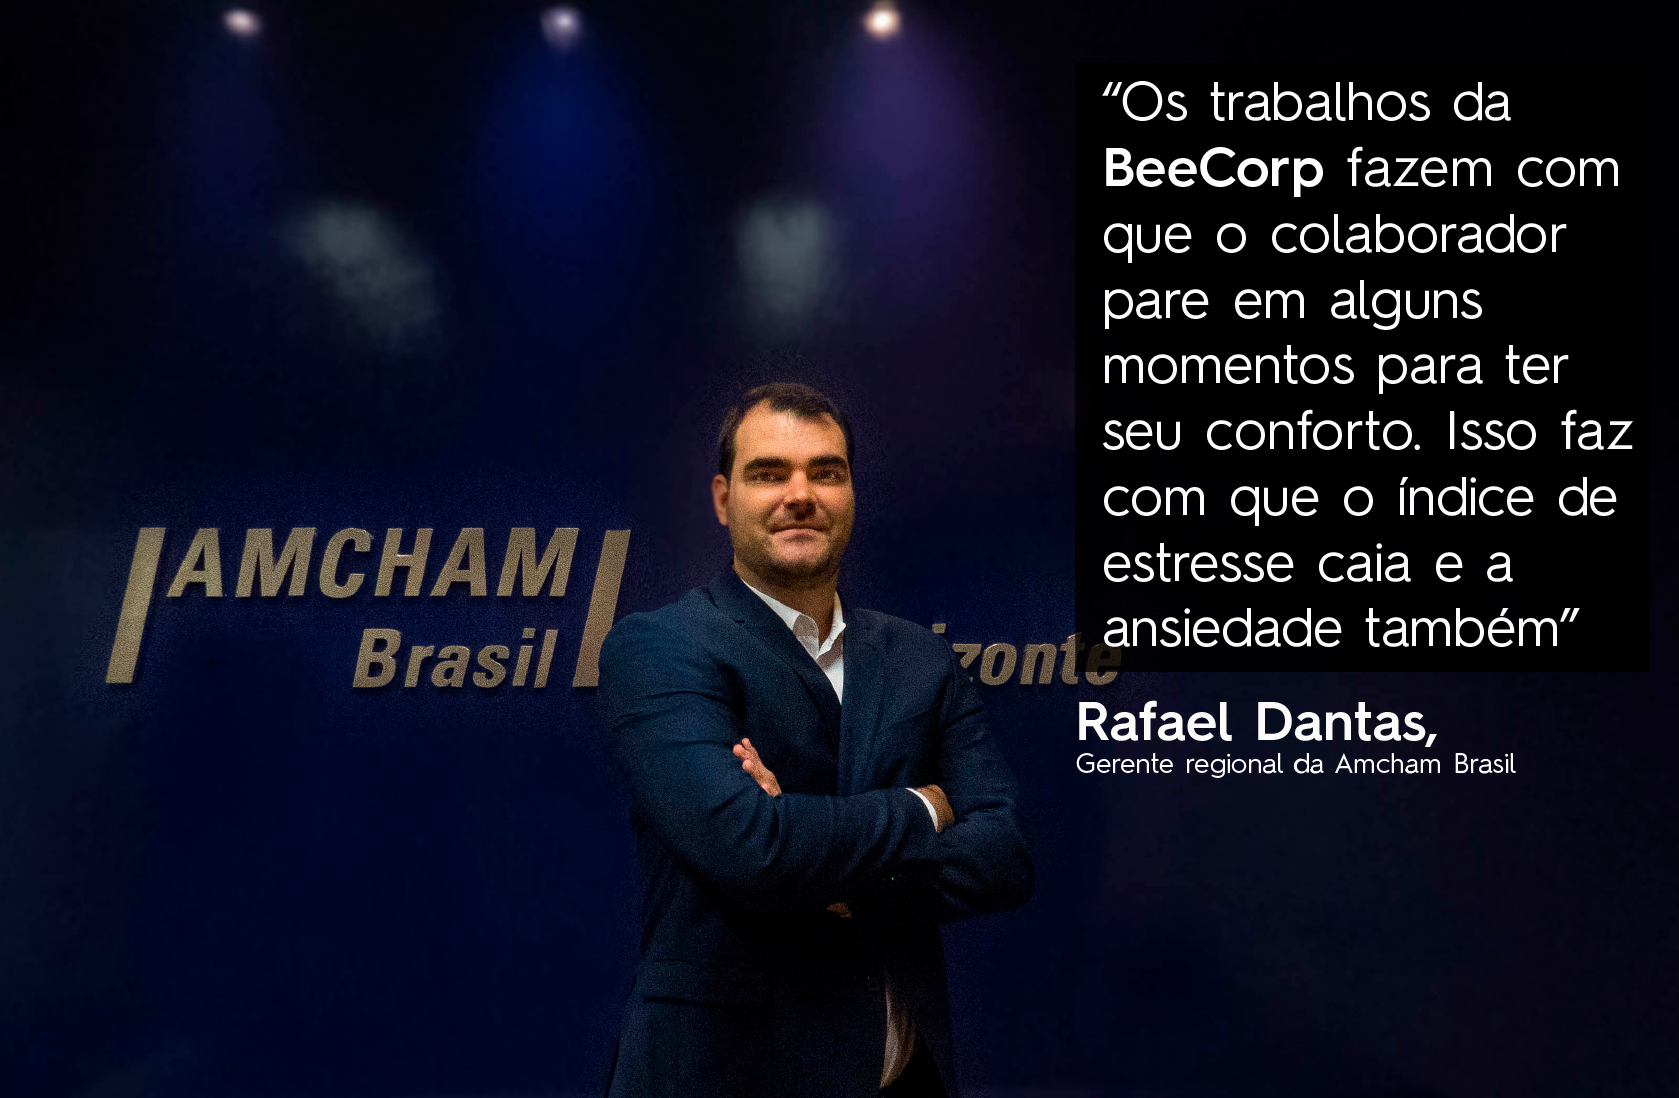 AMCHAM
Brasil
izonte
“Os trabalhos da
BeeCorp fazem com
que o colaborador
pare em alguns
momentos para ter
seu conforto. Isso faz
com que o índice de
estresse caia e a
ansiedade também”
Rafael Dantas,
Gerente regional da Amcham Brasil